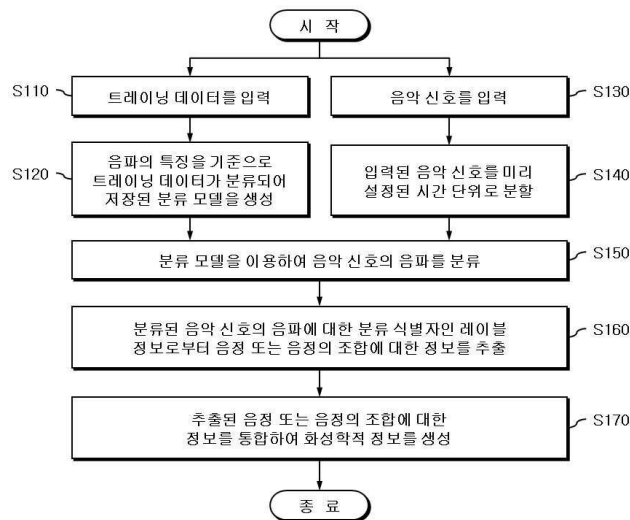 시 작
S110
트레이닝 데이터를 입력
음악 신호를 입력
S130
S120
음파의 특징을 기준으로
트레이닝 데이터가 분류되어
저장된 분류 모델을 생성
입력된 음악 신호를 미리
설정된 시간 단위로 분할
S140
분류 모델을 이용하여 음악 신호의 음파를 분류
S150
분류된 음악 신호의 음파에 대한 분류 식별자인 레이블
정보로부터 음정 또는 음정의 조합에 대한 정보를 추출
S160
추출된 음정 또는 음정의 조합에 대한
정보를 통합하여 화성학적 정보를 생성
S170
종 료